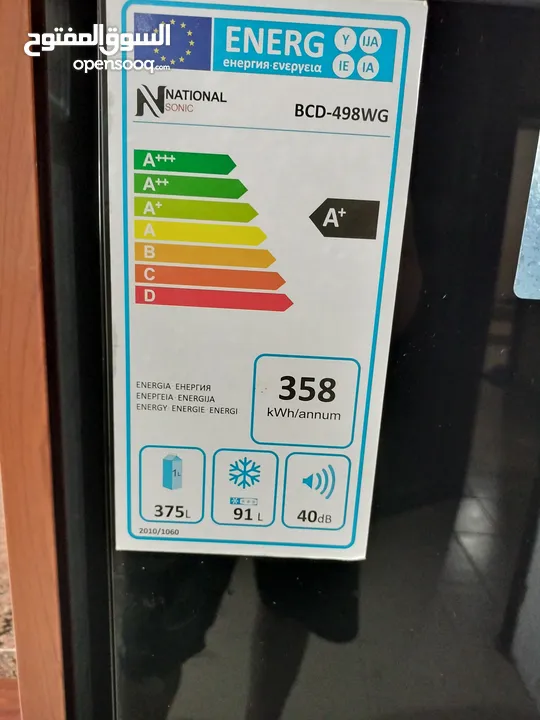 السوق المفتوح
opensooq.com
ENERG
енергия·ενεργεια
Y IJA
IE IA
NATIONAL
SONIC
BCD-498WG
A+++
A++
A+
A
B
C
D
A+
ENERGIA ЕНЕРГИЯ
ΕΝΕΡΓΕΙΑ ENERGIJA
ENERGY ENERGIE ENERGI
358
kWh/annum
1L
375L
91 L
40dB
2010/1060